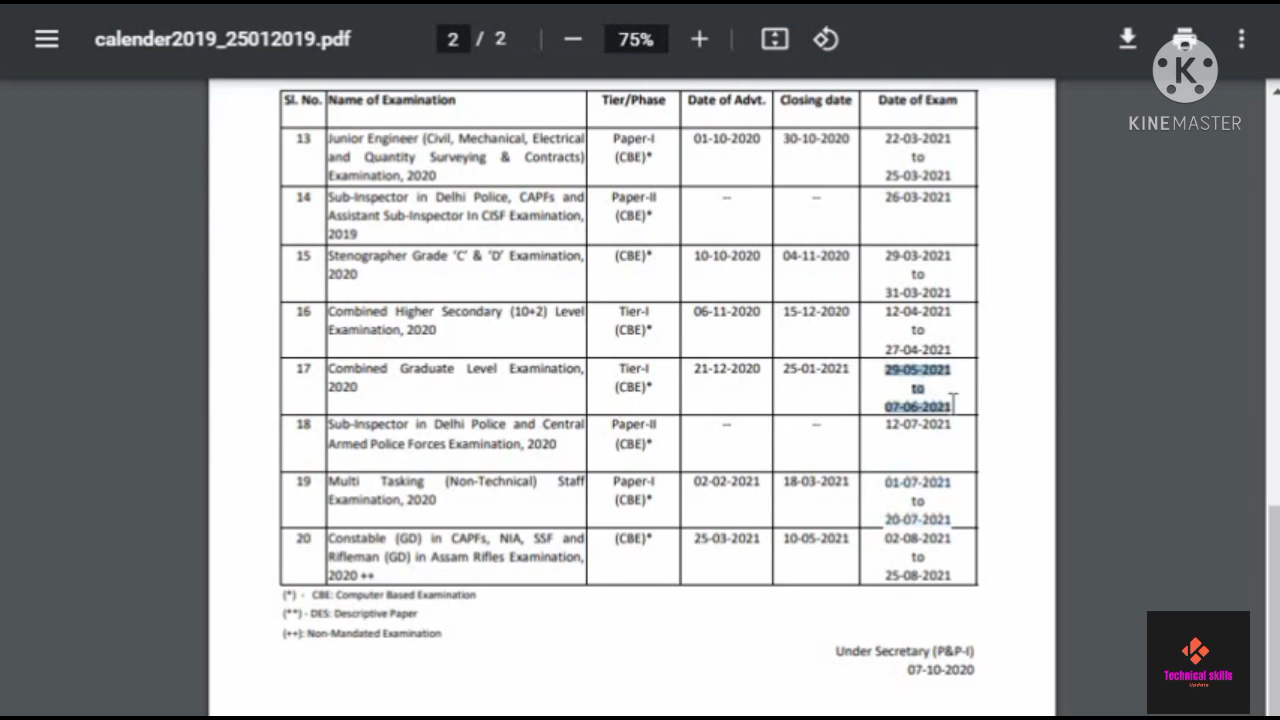 calender2019_25012019.pdf 2 / 2 75%
KINEMASTER
Sl. No. Name of Examination Tier/Phase Date of Advt. Closing date Date of Exam
13 Junior Engineer (Civil, Mechanical, Electrical Paper-I 01-10-2020 30-10-2020 22-03-2021
and Quantity Surveying & Contracts) (CBE)* to
Examination, 2020 25-03-2021
14 Sub-Inspector in Delhi Police, CAPFs and Paper-II -- -- 26-03-2021
Assistant Sub-Inspector In CISF Examination, (CBE)*
2019
15 Stenographer Grade 'C' & 'D' Examination, (CBE)* 10-10-2020 04-11-2020 29-03-2021
2020 to
31-03-2021
16 Combined Higher Secondary (10+2) Level Tier-I 06-11-2020 15-12-2020 12-04-2021
Examination, 2020 (CBE)* to
27-04-2021
17 Combined Graduate Level Examination, Tier-I 21-12-2020 25-01-2021 29-05-2021
2020 (CBE)* to
07-06-2021
18 Sub-Inspector in Delhi Police and Central Paper-II -- -- 12-07-2021
Armed Police Forces Examination, 2020 (CBE)*
19 Multi Tasking (Non-Technical) Staff Paper-I 02-02-2021 18-03-2021 01-07-2021
Examination, 2020 (CBE)* to
20-07-2021
20 Constable (GD) in CAPFs, NIA, SSF and (CBE)* 25-03-2021 10-05-2021 02-08-2021
Rifleman (GD) in Assam Rifles Examination, to
2020 ++ 25-08-2021
(*) - CBE: Computer Based Examination
(**) - DES: Descriptive Paper
(++): Non-Mandated Examination
Under Secretary (P&P-I)
07-10-2020
Technical skills
Update